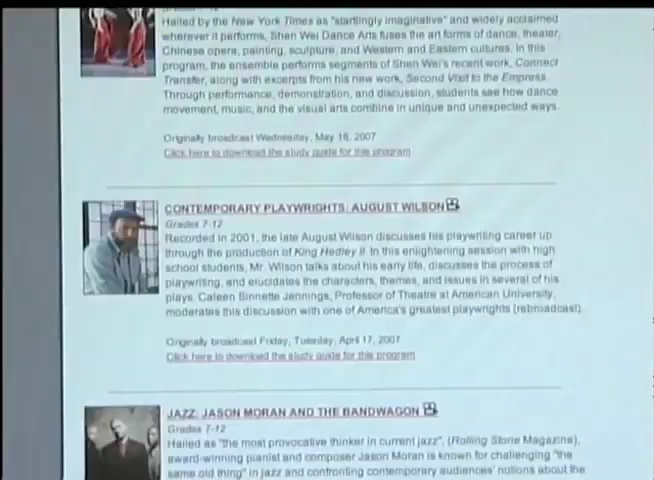 Hailed by the New York Times as "startlingly imaginative" and widely acclaimed
wherever it performs, Shen Wei Dance Arts fuses the art forms of dance, theater,
Chinese opera, painting, sculpture, and Western and Eastern cultures. In this
program, the ensemble performs segments of Shen Wei's recent work, Connect
Transfer, along with excerpts from his new work, Second Visit to the Empress.
Through performance, demonstration, and discussion, students see how dance
movement, music, and the visual arts combine in unique and unexpected ways.
Originally broadcast Wednesday, May 16, 2007
Click here to download the study guide for this program
CONTEMPORARY PLAYWRIGHTS: AUGUST WILSON
Grades 7-12
Recorded in 2001, the late August Wilson discusses his playwriting career up
through the production of King Hedley II. In this enlightening session with high
school students, Mr. Wilson talks about his early life, discusses the process of
playwriting, and elucidates the characters, themes, and issues in several of his
plays. Caleen Sinnette Jennings, Professor of Theatre at American University,
moderates this discussion with one of America's greatest playwrights (rebroadcast).
Originally broadcast Friday, Tuesday, April 17, 2007
Click here to download the study guide for this program
JAZZ: JASON MORAN AND THE BANDWAGON
Grades 7-12
Hailed as "the most provocative thinker in current jazz", (Rolling Stone Magazine),
award-winning pianist and composer Jason Moran is known for challenging "the
same old thing" in jazz and confronting contemporary audiences' notions about the